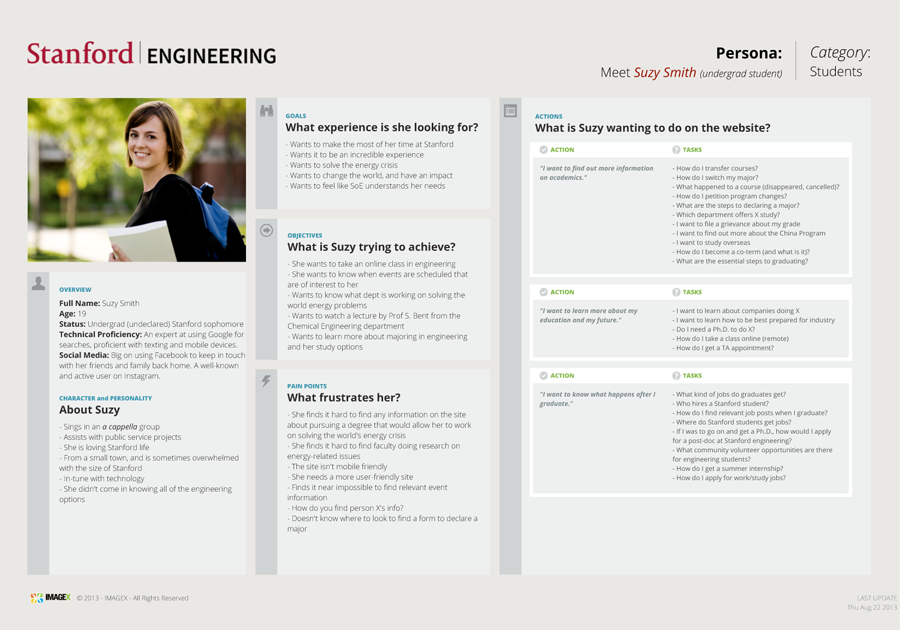 Stanford | ENGINEERING
Persona:
Meet Suzy Smith (undergrad student)
Category:
Students
OVERVIEW
Full Name: Suzy Smith
Age: 19
Status: Undergrad (undeclared) Stanford sophomore
Technical Proficiency: An expert at using Google for
searches, proficient with texting and mobile devices.
Social Media: Big on using Facebook to keep in touch
with her friends and family back home. A well-known
and active user on Instagram.
CHARACTER and PERSONALITY
About Suzy
- Sings in an a cappella group
- Assists with public service projects
- She is loving Stanford life
- From a small town, and is sometimes overwhelmed
with the size of Stanford
- In-tune with technology
- She didn't come in knowing all of the engineering
options
GOALS
What experience is she looking for?
- Wants to make the most of her time at Stanford
- Wants it to be an incredible experience
- Wants to solve the energy crisis
- Wants to change the world, and have an impact
- Wants to feel like SoE understands her needs
OBJECTIVES
What is Suzy trying to achieve?
- She wants to take an online class in engineering
- She wants to know when events are scheduled that
are of interest to her
- Wants to know what dept is working on solving the
world energy problems
- Wants to watch a lecture by Prof S. Bent from the
Chemical Engineering department
- Wants to learn more about majoring in engineering
and her study options
PAIN POINTS
What frustrates her?
- She finds it hard to find any information on the site
about pursuing a degree that would allow her to work
on solving the world's energy crisis
- She finds it hard to find faculty doing research on
energy-related issues
- The site isn't mobile friendly
- She needs a more user-friendly site
- Finds it near impossible to find relevant event
information
- How do you find person X's info?
- Doesn't know where to look to find a form to declare a
major
ACTIONS
What is Suzy wanting to do on the website?
ACTION
TASKS
"I want to find out more information
on academics."
- How do I transfer courses?
- How do I switch my major?
- What happened to a course (disappeared, cancelled)?
- How do I petition program changes?
- What are the steps to declaring a major?
- Which department offers X study?
- I want to file a grievance about my grade
- I want to find out more about the China Program
- I want to study overseas
- How do I become a co-term (and what is it)?
- What are the essential steps to graduating?
ACTION
TASKS
"I want to learn more about my
education and my future."
- I want to learn about companies doing X
- I want to learn how to be best prepared for industry
- Do I need a Ph.D. to do X?
- How do I take a class online (remote)
- How do I get a TA appointment?
ACTION
TASKS
"I want to know what happens after I
graduate."
- What kind of jobs do graduates get?
- Who hires a Stanford student?
- How do I find relevant job posts when I graduate?
- Where do Stanford students get jobs?
- If I was to go on and get a Ph.D., how would I apply
for a post-doc at Stanford engineering?
- What community volunteer opportunities are there
for engineering students?
- How do I get a summer internship?
- How do I apply for work/study jobs?
IMAGEX © 2013 - IMAGEX - All Rights Reserved
LAST UPDATE
Thu Aug 22 2013